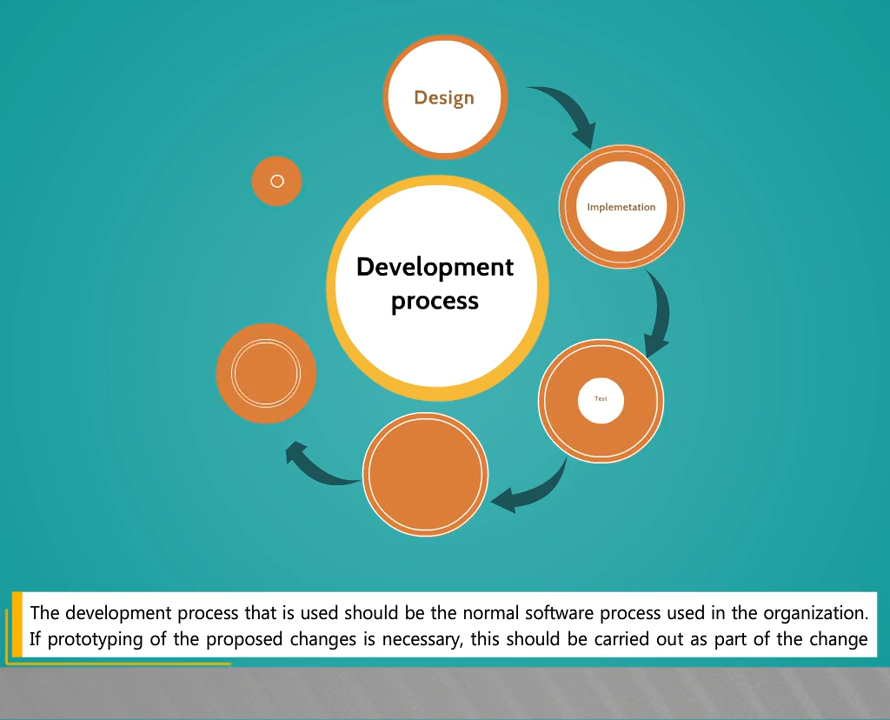 Design
Implemetation
Development
process
Test
The development process that is used should be the normal software process used in the organization.
If prototyping of the proposed changes is necessary, this should be carried out as part of the change